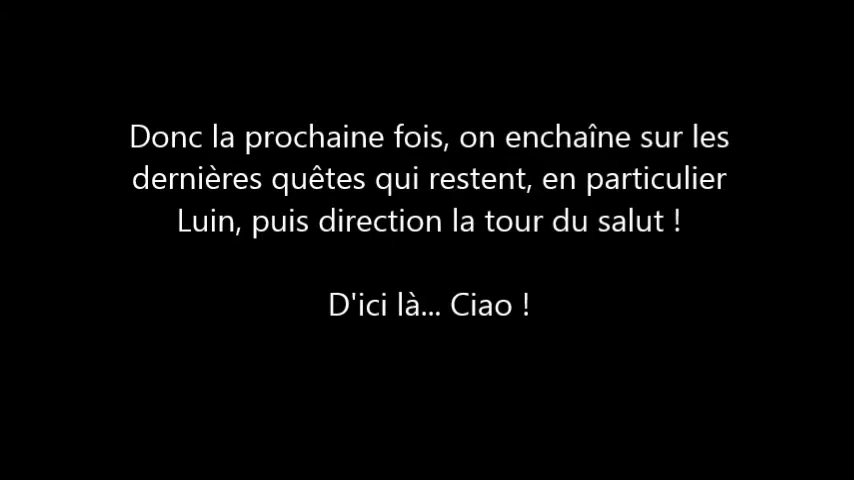 Donc la prochaine fois, on enchaîne sur les
dernières quêtes qui restent, en particulier
Luin, puis direction la tour du salut !
D'ici là... Ciao !